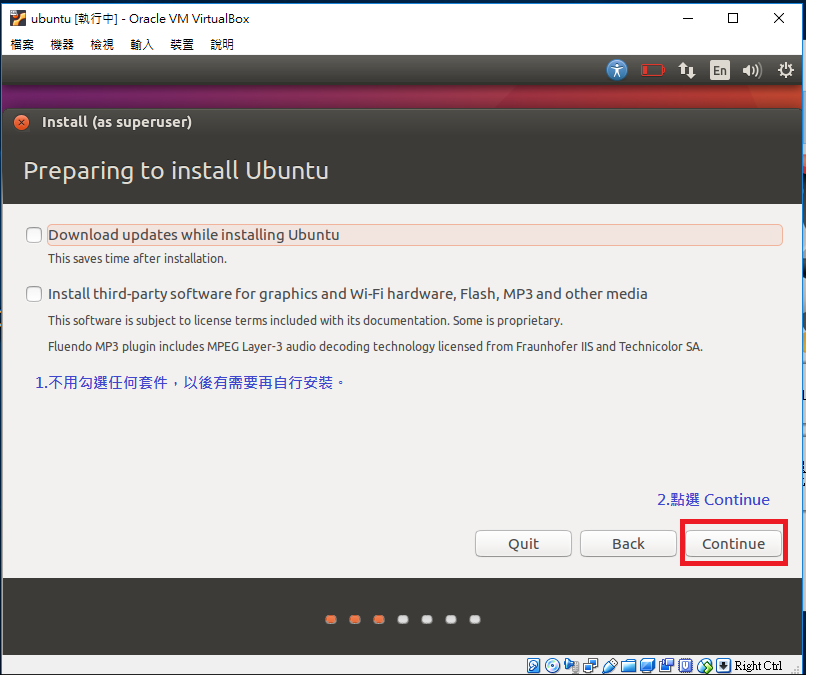 ubuntu [執行中] - Oracle VM VirtualBox
檔案 機器 檢視 輸入 裝置 說明
En
Install (as superuser)
Preparing to install Ubuntu
Download updates while installing Ubuntu
This saves time after installation.
Install third-party software for graphics and Wi-Fi hardware, Flash, MP3 and other media
This software is subject to license terms included with its documentation. Some is proprietary.
Fluendo MP3 plugin includes MPEG Layer-3 audio decoding technology licensed from Fraunhofer IIS and Technicolor SA.
1.不用勾選任何套件，以後有需要再自行安裝。
2.點選 Continue
Quit Back Continue
Right Ctrl